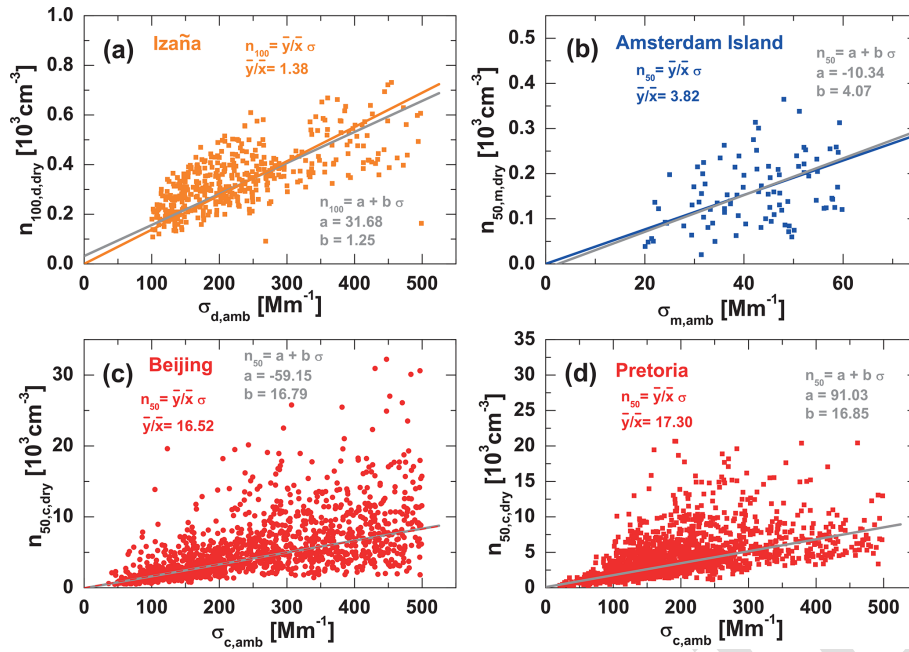 (a) Izaña
n100 = y̅/x̅ σ
y̅/x̅ = 1.38
n100 = a + b σ
a = 31.68
b = 1.25
n100,d,dry [10³cm⁻³]
1.0
0.8
0.6
0.4
0.2
0.0
0 100 200 300 400 500
σd,amb [Mm⁻¹]
(b) Amsterdam Island
n50 = y̅/x̅ σ
y̅/x̅ = 3.82
n50 = a + b σ
a = -10.34
b = 4.07
n50,m,dry [10³cm⁻³]
0.5
0.4
0.3
0.2
0.1
0.0
0 20 40 60
σm,amb [Mm⁻¹]
(c) Beijing
n50 = a + b σ
a = -59.15
b = 16.79
n50 = y̅/x̅ σ
y̅/x̅ = 16.52
n50,c,dry [10³cm⁻³]
30
20
10
5
0
0 100 200 300 400 500
σc,amb [Mm⁻¹]
(d) Pretoria
n50 = y̅/x̅ σ
y̅/x̅ = 17.30
n50 = a + b σ
a = 91.03
b = 16.85
n50,c,dry [10³cm⁻³]
35
30
25
20
15
10
5
0
0 100 200 300 400 500
σc,amb [Mm⁻¹]